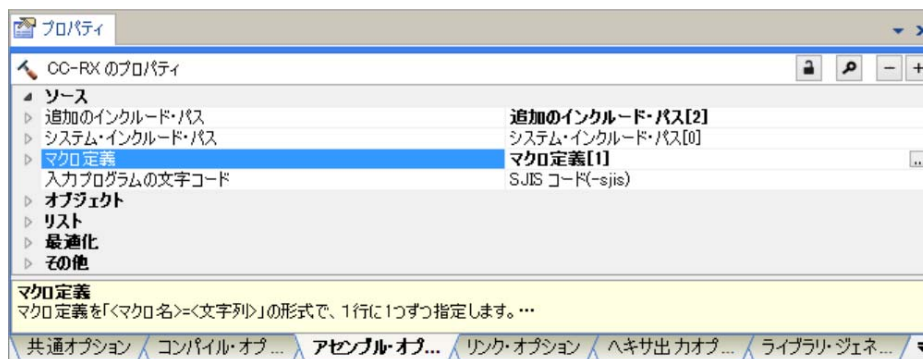 プロパティ
CC-RX のプロパティ
ソース
追加のインクルード・パス 追加のインクルード・パス[2]
システム・インクルード・パス システム・インクルード・パス[0]
マクロ定義 マクロ定義[1]
入力プログラムの文字コード SJIS コード(-sjis)
オブジェクト
リスト
最適化
その他
マクロ定義
マクロ定義を「<マクロ名>=<文字列>」の形式で、1行に1つずつ指定します。…
共通オプション コンパイル・オプ... アセンブル・オプ... リンク・オプション ヘキサ出力オプ... ライブラリ・ジェネ...